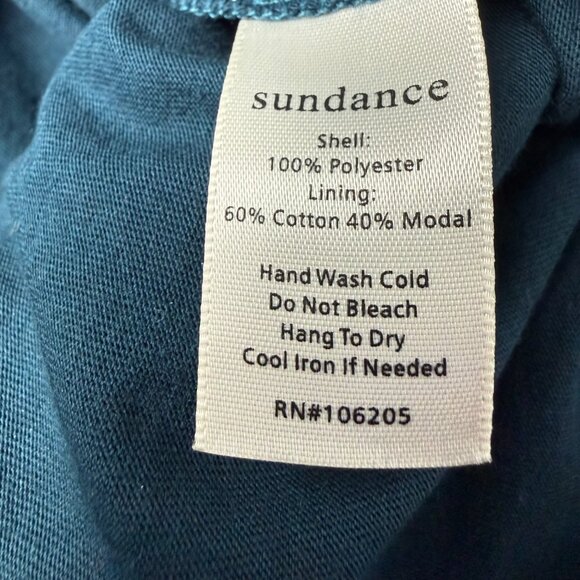 sundance
Shell:
100% Polyester
Lining:
60% Cotton 40% Modal
Hand Wash Cold
Do Not Bleach
Hang To Dry
Cool Iron If Needed
RN#106205